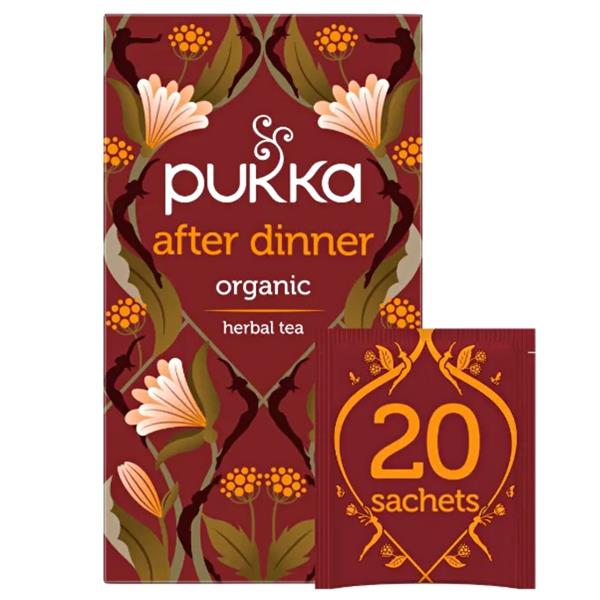 pukka
after dinner
organic
herbal tea
20
sachets